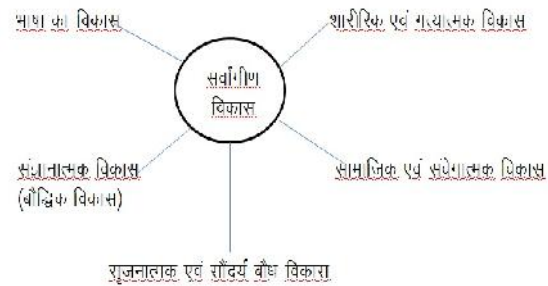 भाषा का विकास
शारीरिक एवं गत्यात्मक विकास
सर्वांगीण
विकास
संज्ञानात्मक विकास
(बौद्धिक विकास)
सामाजिक एवं संवेगात्मक विकास
सृजनात्मक एवं सौंदर्य बोध विकास